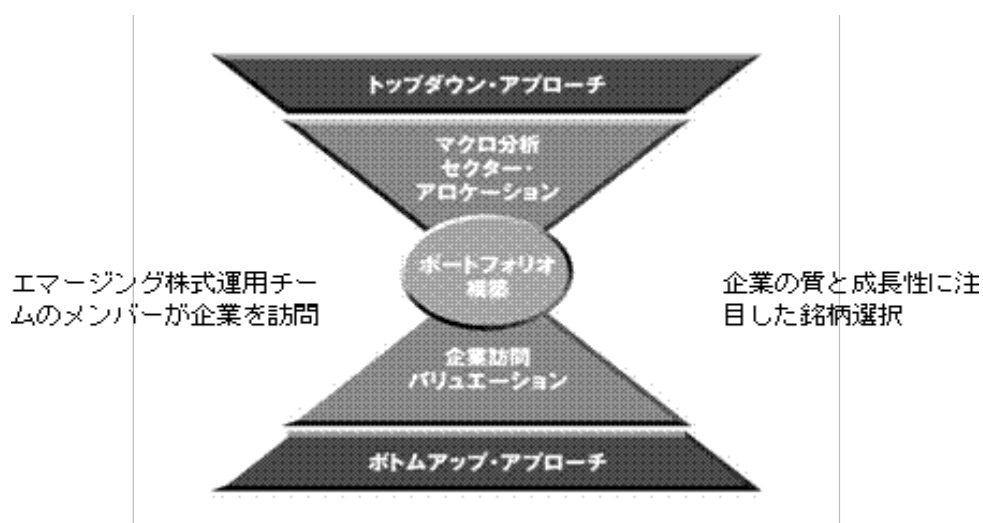 トップダウン・アプローチ
マクロ分析
セクター・
アロケーション
ポートフォリオ
構築
エマージング株式運用チー
ムのメンバーが企業を訪問
企業の質と成長性に注
目した銘柄選択
企業訪問
バリュエーション
ボトムアップ・アプローチ